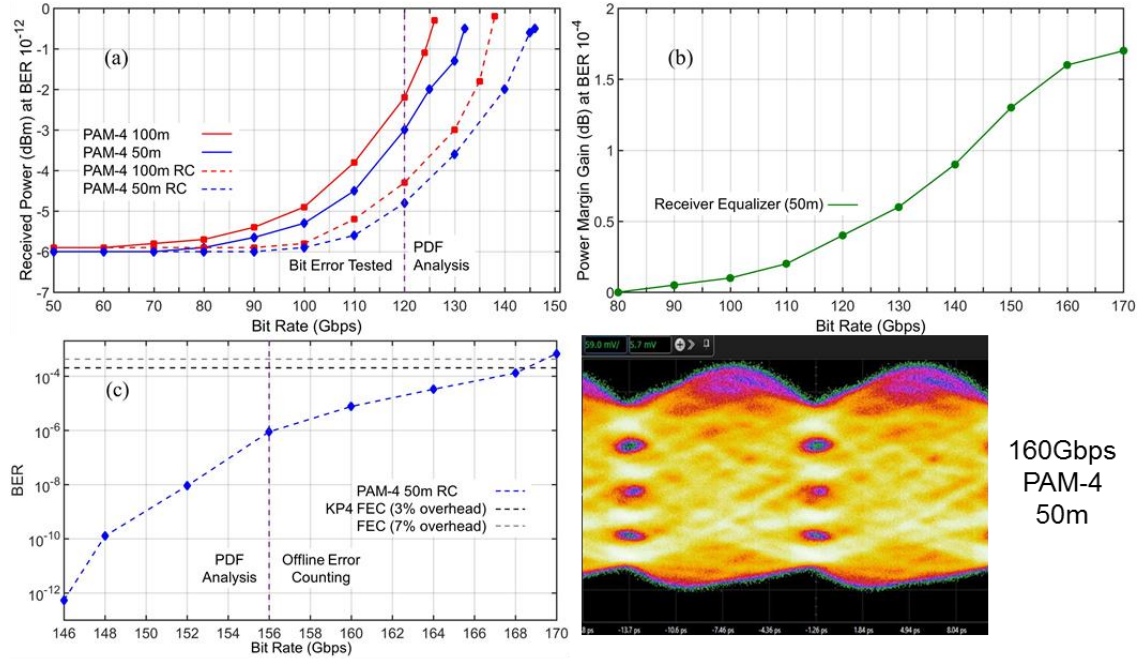 Received Power (dBm) at BER 10-12
0
-1
-2
-3
-4
-5
-6
-7
(a)
PAM-4 100m
PAM-4 50m
PAM-4 100m RC
PAM-4 50m RC
Bit Error Tested
PDF
Analysis
50 60 70 80 90 100 110 120 130 140 150
Bit Rate (Gbps)
Power Margin Gain (dB) at BER 10-4
2
1.5
1
0.5
0
(b)
Receiver Equalizer (50m)
80 90 100 110 120 130 140 150 160 170
Bit Rate (Gbps)
BER
10-4
10-6
10-8
10-10
10-12
(c)
PAM-4 50m RC
KP4 FEC (3% overhead)
FEC (7% overhead)
PDF
Analysis
Offline Error
Counting
146 148 150 152 154 156 158 160 162 164 166 168 170
Bit Rate (Gbps)
59.0 mV/ 5.7 mV
-13.7 ps -10.6 ps -7.46 ps -4.36 ps -1.26 ps 1.84 ps 4.94 ps 8.04 ps
160Gbps
PAM-4
50m